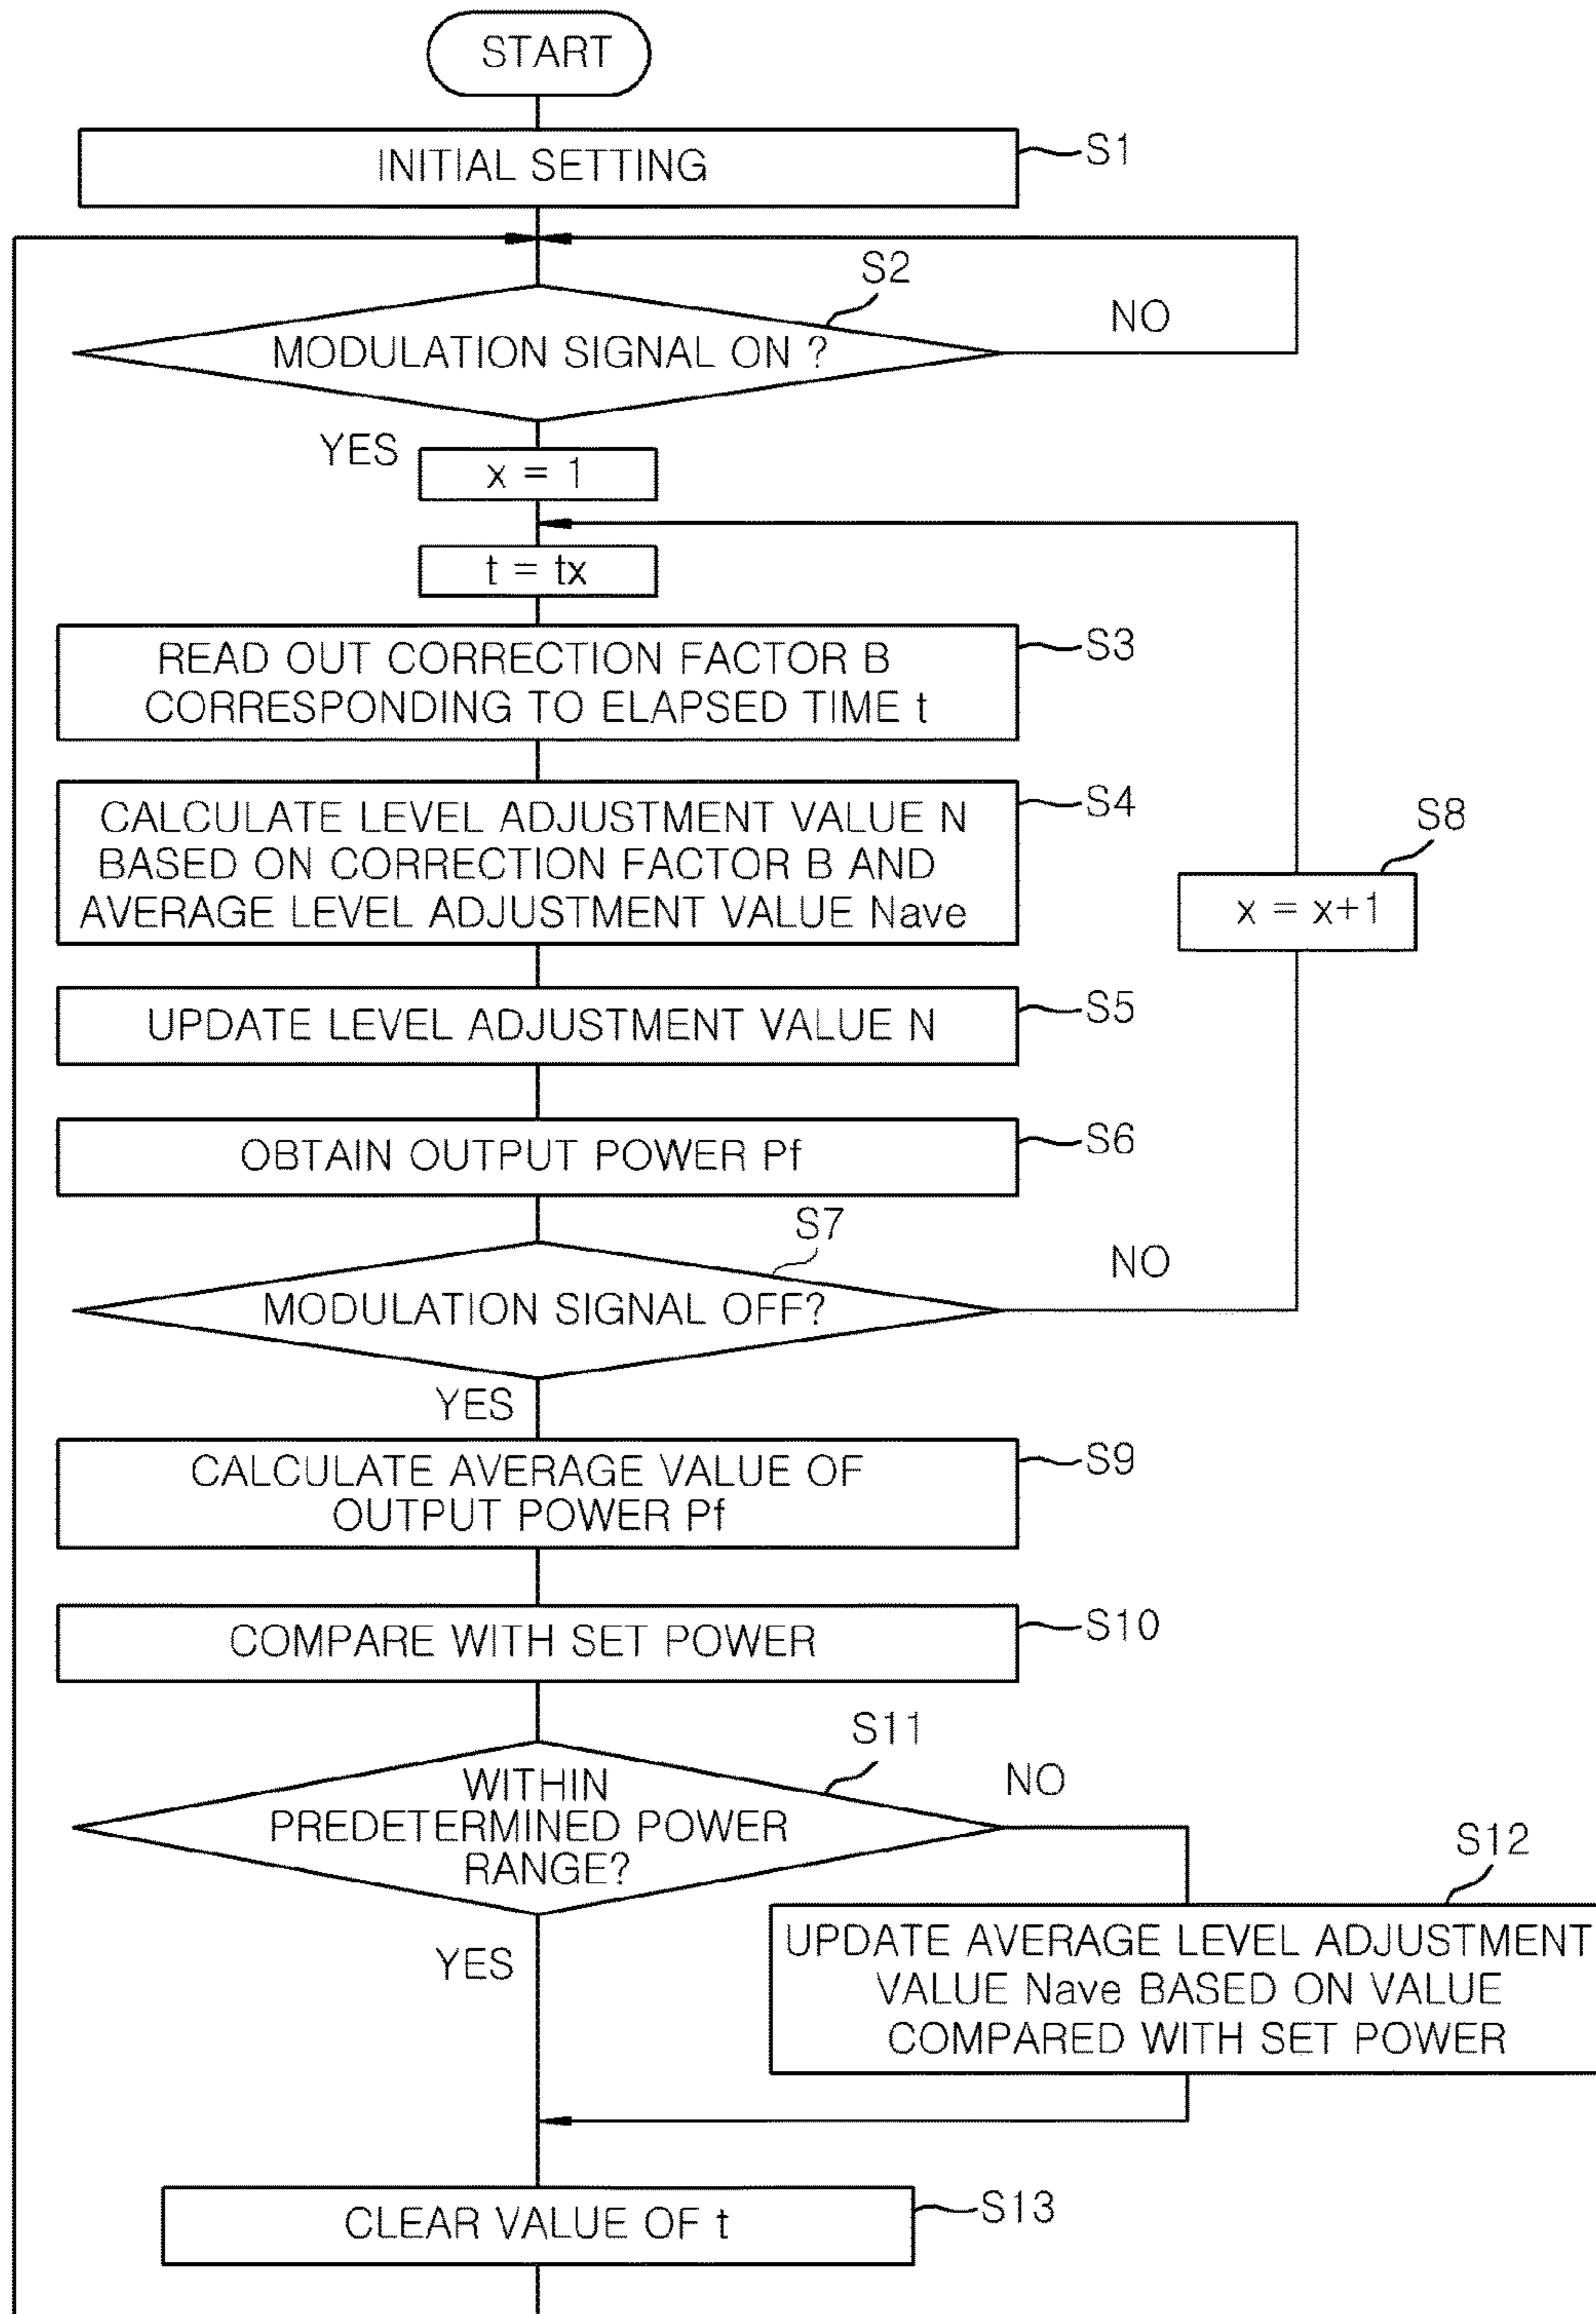 START
INITIAL SETTING
S1
S2
MODULATION SIGNAL ON ?
NO
YES
x = 1
t = tx
READ OUT CORRECTION FACTOR B
CORRESPONDING TO ELAPSED TIME t
S3
CALCULATE LEVEL ADJUSTMENT VALUE N
BASED ON CORRECTION FACTOR B AND
AVERAGE LEVEL ADJUSTMENT VALUE Nave
S4
S8
x = x+1
UPDATE LEVEL ADJUSTMENT VALUE N
S5
OBTAIN OUTPUT POWER Pf
S6
S7
MODULATION SIGNAL OFF?
NO
YES
CALCULATE AVERAGE VALUE OF
OUTPUT POWER Pf
S9
COMPARE WITH SET POWER
S10
S11
WITHIN
PREDETERMINED POWER
RANGE?
NO
YES
S12
UPDATE AVERAGE LEVEL ADJUSTMENT
VALUE Nave BASED ON VALUE
COMPARED WITH SET POWER
CLEAR VALUE OF t
S13